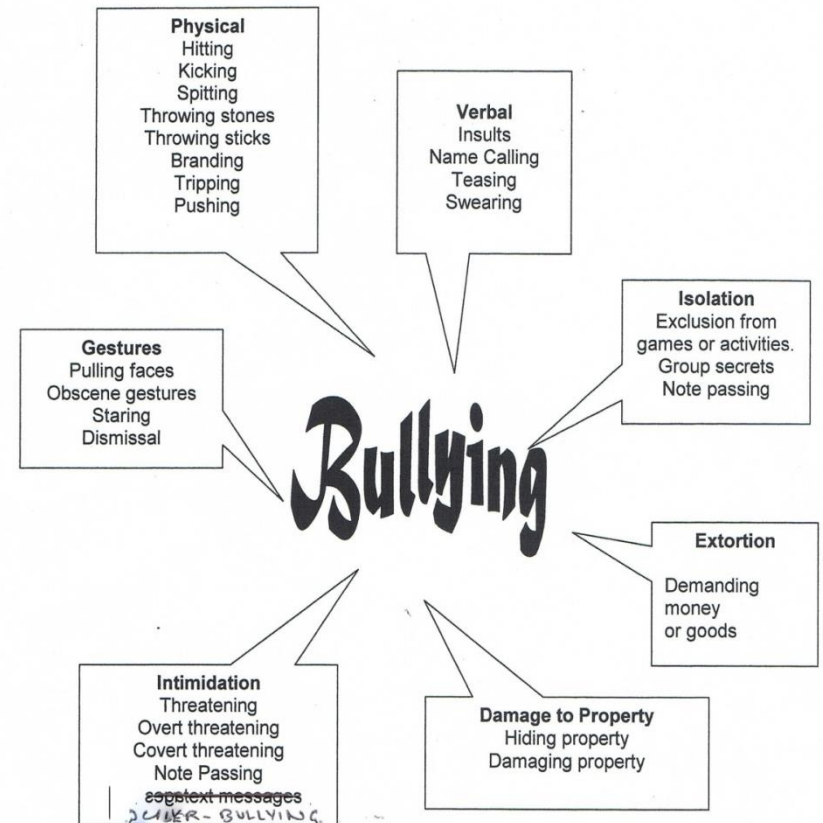 Physical
Hitting
Kicking
Spitting
Throwing stones
Throwing sticks
Branding
Tripping
Pushing
Verbal
Insults
Name Calling
Teasing
Swearing
Isolation
Exclusion from
games or activities.
Group secrets
Note passing
Gestures
Pulling faces
Obscene gestures
Staring
Dismissal
Bullying
Extortion
Demanding
money
or goods
Intimidation
Threatening
Overt threatening
Covert threatening
Note Passing
messages
BULLYING
Damage to Property
Hiding property
Damaging property